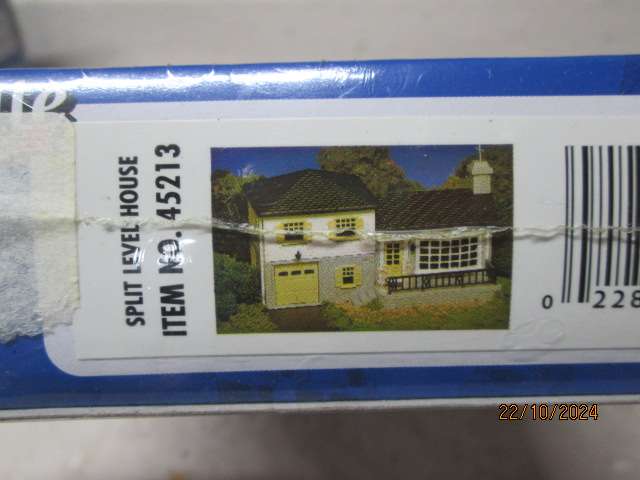 SPLIT LEVEL HOUSE
ITEM NO. 45213
0 228
22/10/2024